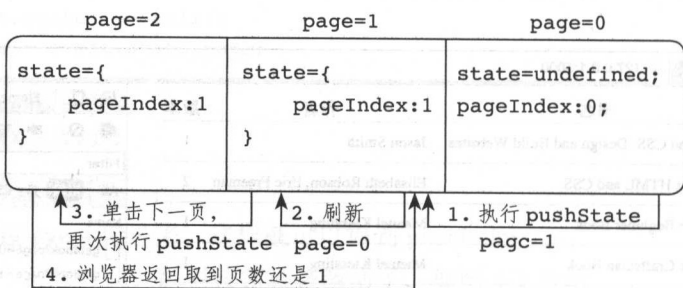 page=2 page=1 page=0
state={ state={ state=undefined;
pageIndex:1 pageIndex:1 pageIndex:0;
} }
3. 单击下一页， 2. 刷新 1. 执行 pushState
再次执行 pushState page=0 pagc=1
4. 浏览器返回取到页数还是 1